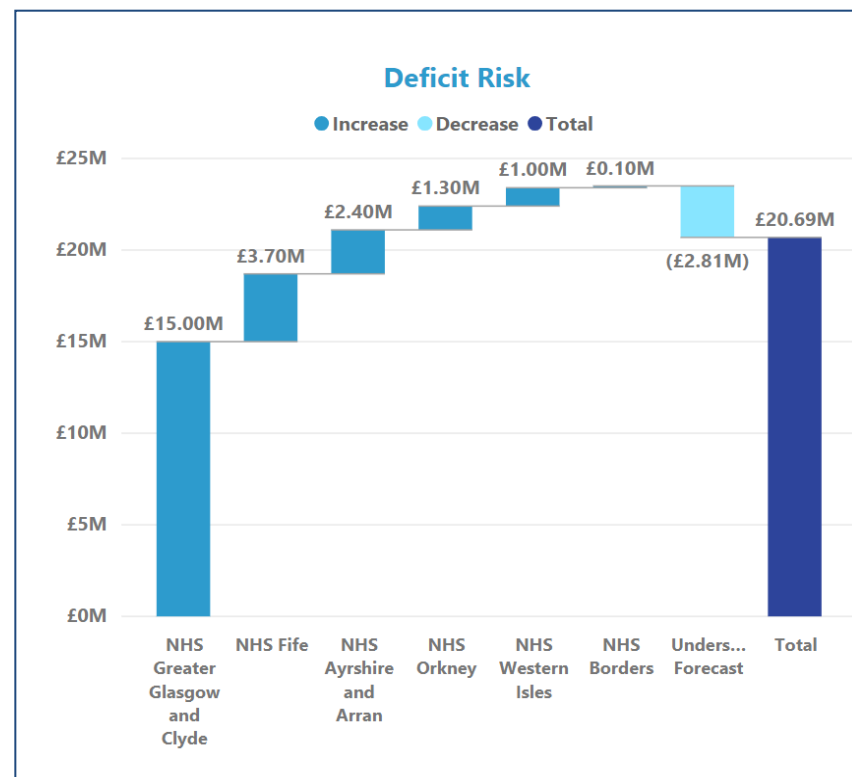 Deficit Risk
Increase Decrease Total
£25M
£20M
£15M
£10M
£5M
£0M
£15.00M
£3.70M
£2.40M
£1.30M
£1.00M
£0.10M
(£2.81M)
£20.69M
NHS
Greater
Glasgow
and
Clyde
NHS Fife
NHS
Ayrshire
and
Arran
NHS
Orkney
NHS
Western
Isles
NHS
Borders
Unders...
Forecast
Total